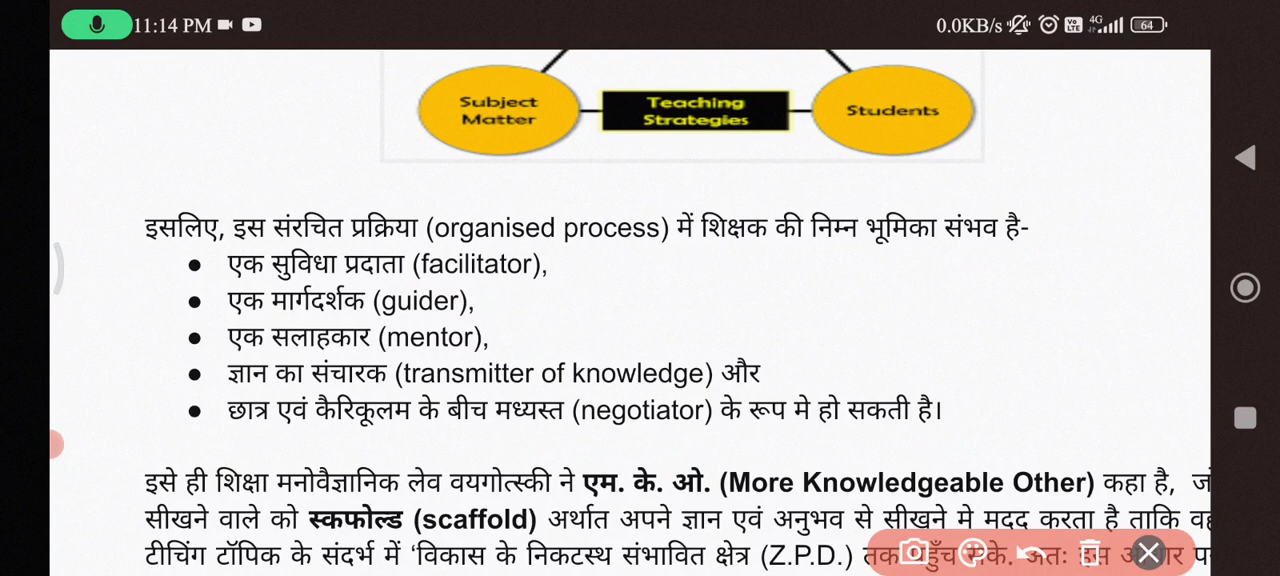 11:14 PM
0.0KB/s Vo LTE 4G 64
Subject Matter
Teaching Strategies
Students
इसलिए, इस संरचित प्रक्रिया (organised process) में शिक्षक की निम्न भूमिका संभव है-
● एक सुविधा प्रदाता (facilitator),
● एक मार्गदर्शक (guider),
● एक सलाहकार (mentor),
● ज्ञान का संचारक (transmitter of knowledge) और
● छात्र एवं कैरिकूलम के बीच मध्यस्त (negotiator) के रूप मे हो सकती है।
इसे ही शिक्षा मनोवैज्ञानिक लेव वयगोत्स्की ने एम. के. ओ. (More Knowledgeable Other) कहा है,
सीखने वाले को स्कफोल्ड (scaffold) अर्थात अपने ज्ञान एवं अनुभव से सीखने मे मदद करता है ताकि
टीचिंग टॉपिक के संदर्भ में ‘विकास के निकटस्थ संभावित क्षेत्र (Z.P.D.)